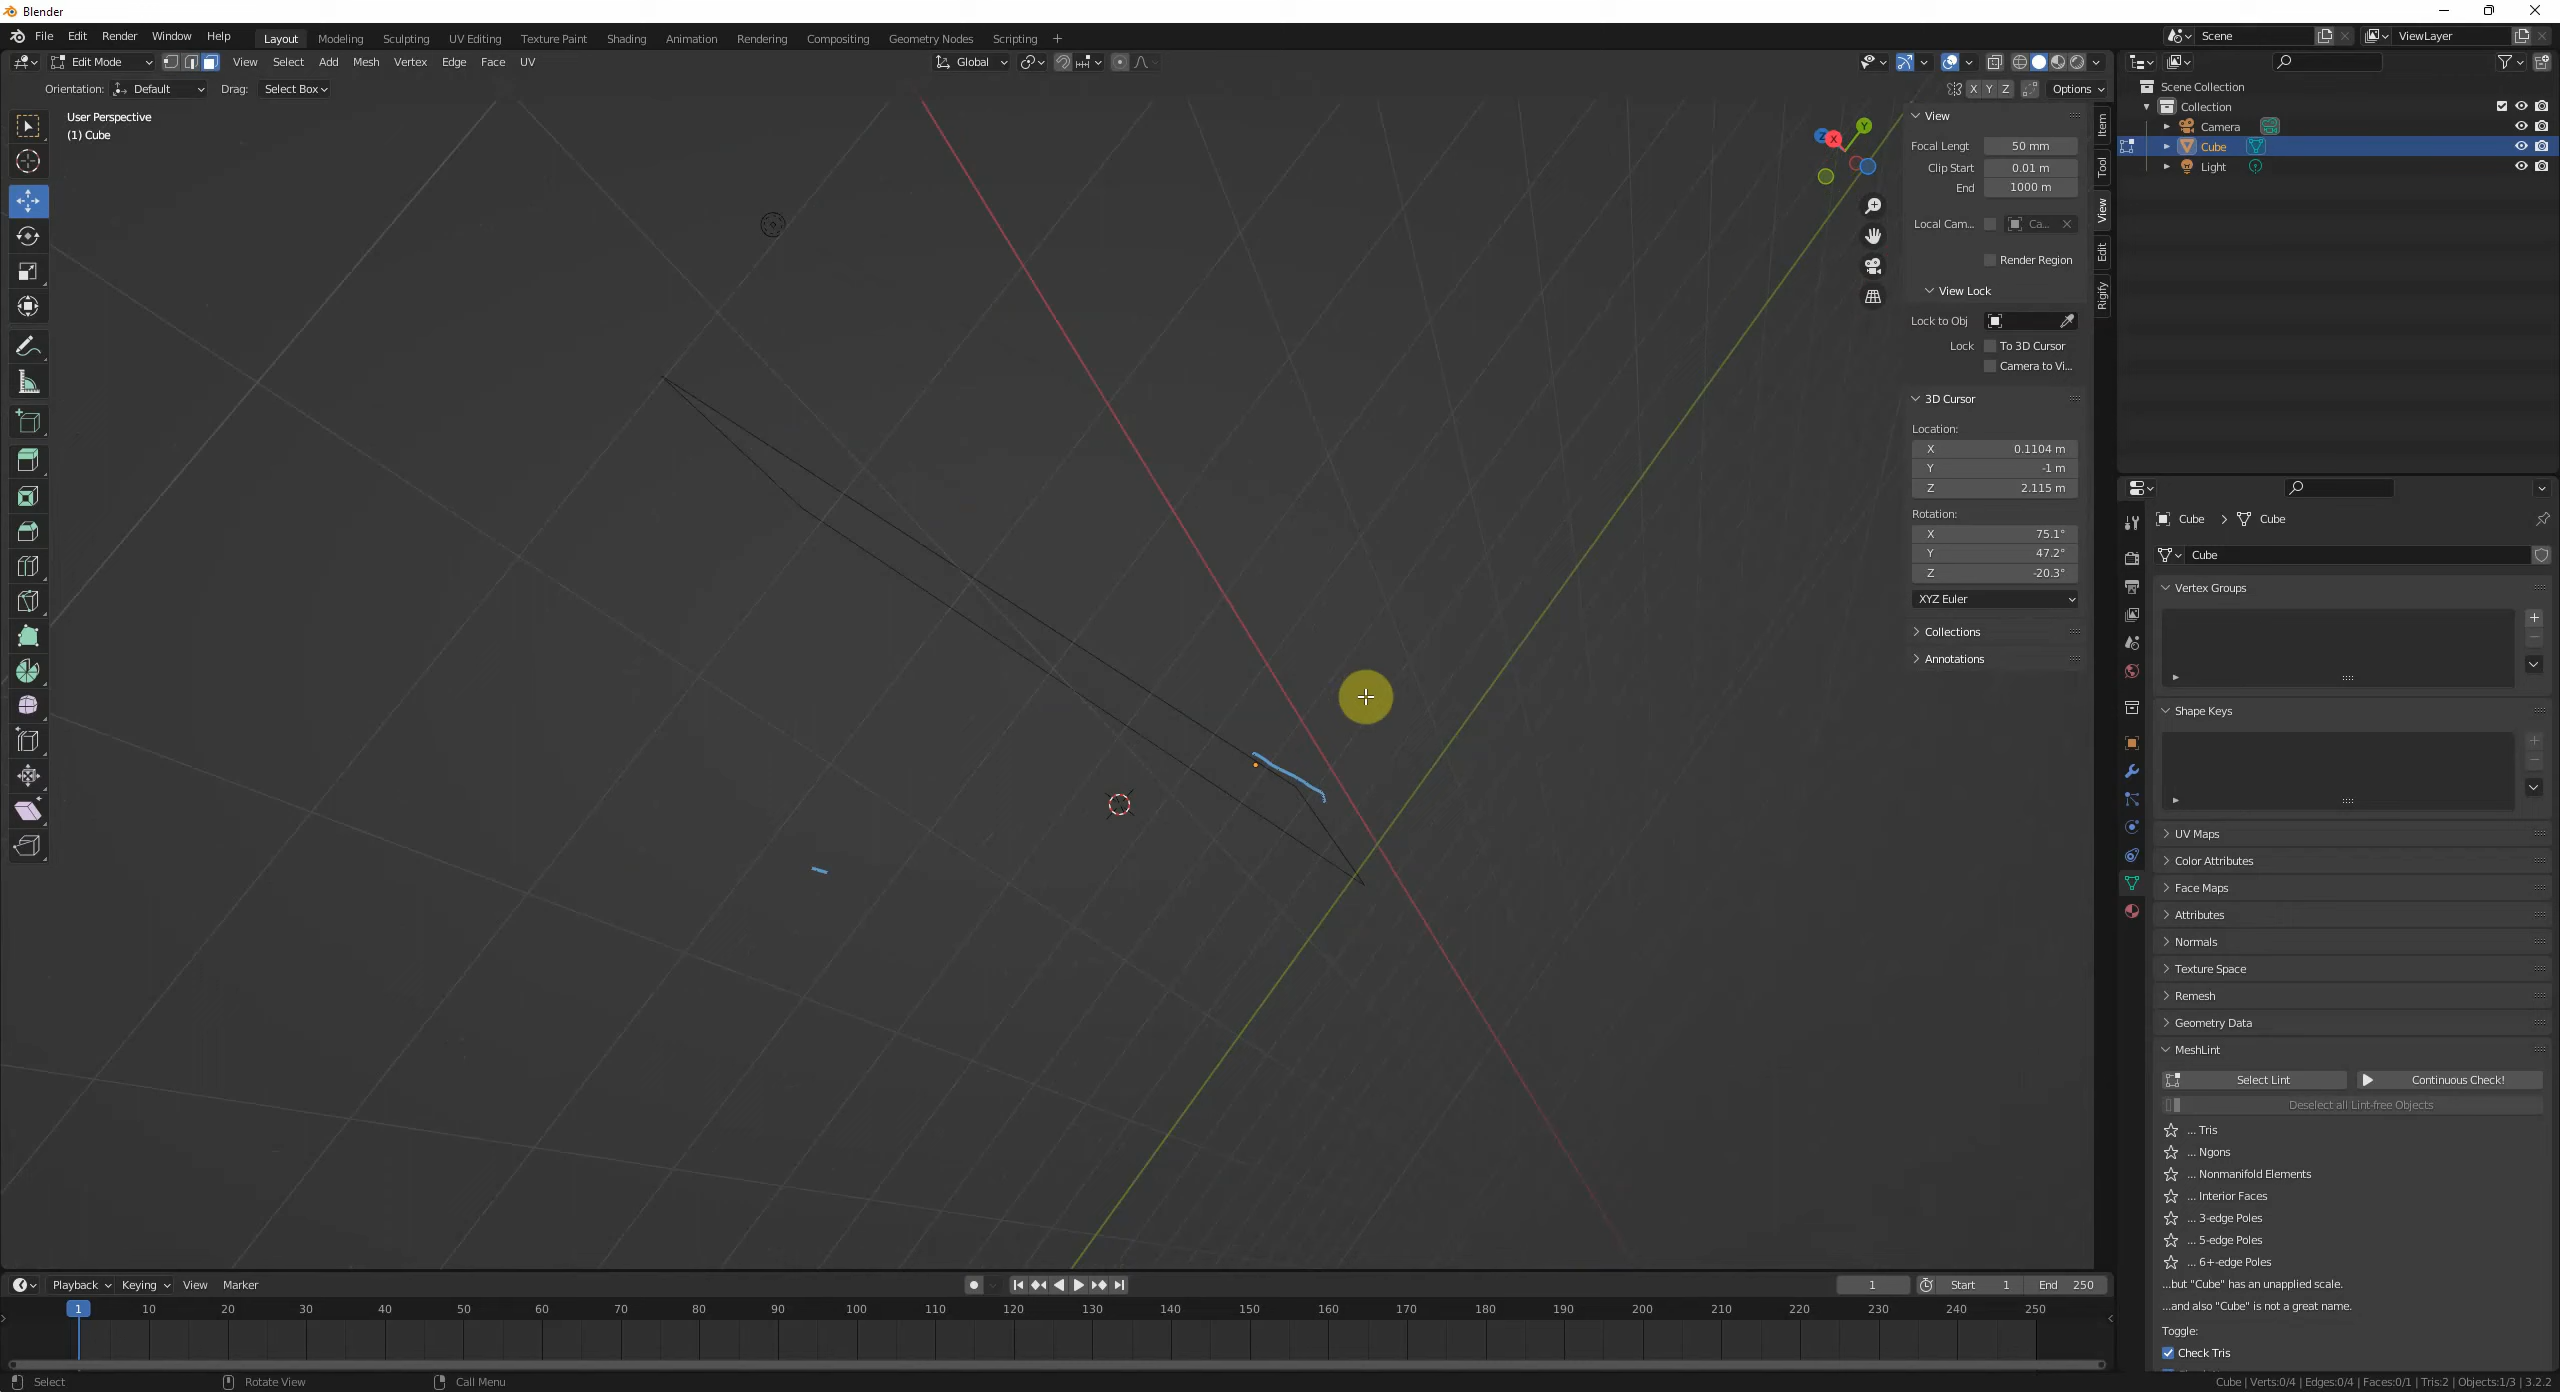 Blender
File Edit Render Window Help Layout Modeling Sculpting UV Editing Texture Paint Shading Animation Rendering Compositing Geometry Nodes Scripting +
Scene ViewLayer
Edit Mode View Select Add Mesh Vertex Edge Face UV Global
Orientation: Default Drag: Select Box X Y Z Options
User Perspective
(1) Cube
Y
Z
X
View
Focal Lengt 50 mm
Clip Start 0.01 m
End 1000 m
Local Cam... Ca...
Render Region
View Lock
Lock to Obj
Lock To 3D Cursor
Camera to Vi...
3D Cursor
Location:
X 0.1104 m
Y -1 m
Z 2.115 m
Rotation:
X 75.1°
Y 47.2°
Z -20.3°
XYZ Euler
Collections
Annotations
Item
Tool
View
Edit
Rigify
Scene Collection
Collection
Camera
Cube
Light
Cube > Cube
Cube
Vertex Groups
Shape Keys
UV Maps
Color Attributes
Face Maps
Attributes
Normals
Texture Space
Remesh
Geometry Data
MeshLint
Select Lint Continuous Check!
Deselect all Lint-free Objects
... Tris
... Ngons
... Nonmanifold Elements
... Interior Faces
... 3-edge Poles
... 5-edge Poles
... 6+-edge Poles
...but "Cube" has an unapplied scale.
...and also "Cube" is not a great name.
Toggle:
Check Tris
Playback Keying View Marker 1 Start 1 End 250
1 10 20 30 40 50 60 70 80 90 100 110 120 130 140 150 160 170 180 190 200 210 220 230 240 250
Select Rotate View Call Menu Cube | Verts:0/4 | Edges:0/4 | Faces:0/1 | Tris:2 | Objects:1/3 | 3.2.2